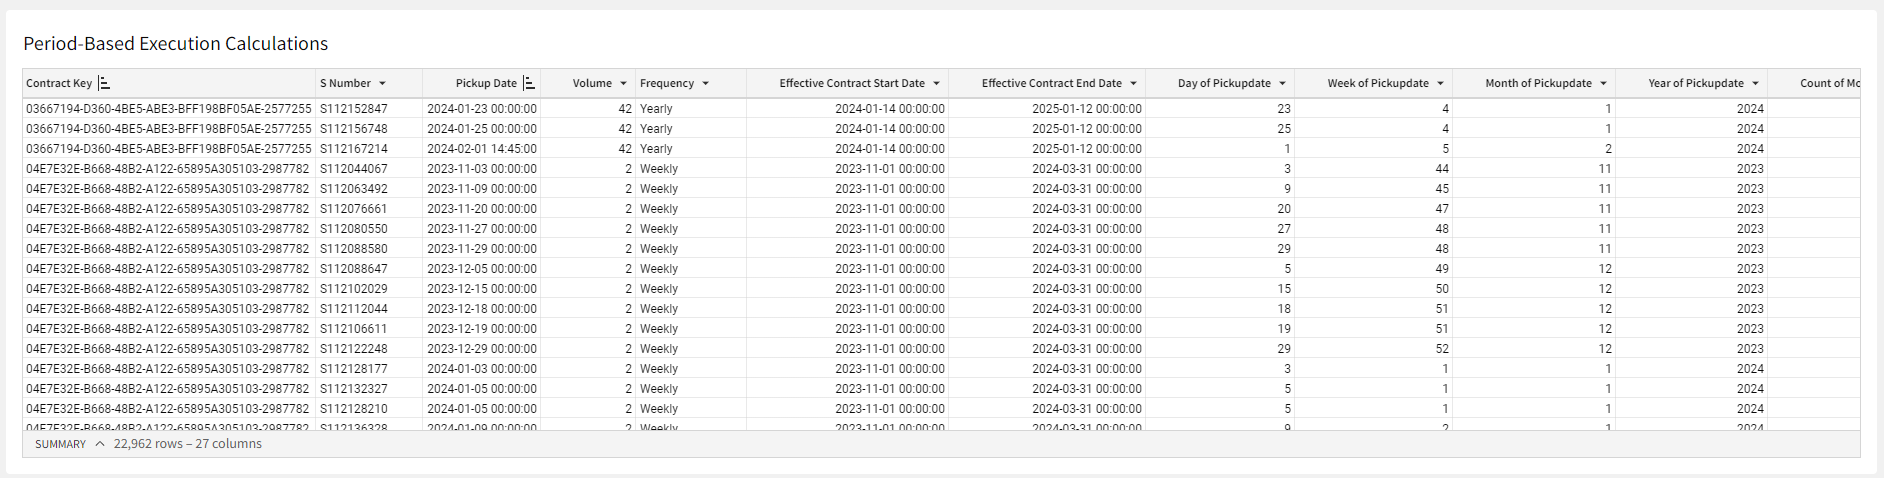 Period-Based Execution Calculations
Contract Key S Number Pickup Date Volume Frequency Effective Contract Start Date Effective Contract End Date Day of Pickupdate Week of Pickupdate Month of Pickupdate Year of Pickupdate Count of Mo
03667194-D360-4BE5-ABE3-BFF198BF05AE-2577255 S112152847 2024-01-23 00:00:00 42 Yearly 2024-01-14 00:00:00 2025-01-12 00:00:00 23 4 1 2024
03667194-D360-4BE5-ABE3-BFF198BF05AE-2577255 S112156748 2024-01-25 00:00:00 42 Yearly 2024-01-14 00:00:00 2025-01-12 00:00:00 25 4 1 2024
03667194-D360-4BE5-ABE3-BFF198BF05AE-2577255 S112167214 2024-02-01 14:45:00 42 Yearly 2024-01-14 00:00:00 2025-01-12 00:00:00 1 5 2 2024
04E7E32E-B668-48B2-A122-65895A305103-2987782 S112044067 2023-11-03 00:00:00 2 Weekly 2023-11-01 00:00:00 2024-03-31 00:00:00 3 44 11 2023
04E7E32E-B668-48B2-A122-65895A305103-2987782 S112063492 2023-11-09 00:00:00 2 Weekly 2023-11-01 00:00:00 2024-03-31 00:00:00 9 45 11 2023
04E7E32E-B668-48B2-A122-65895A305103-2987782 S112076661 2023-11-20 00:00:00 2 Weekly 2023-11-01 00:00:00 2024-03-31 00:00:00 20 47 11 2023
04E7E32E-B668-48B2-A122-65895A305103-2987782 S112080550 2023-11-27 00:00:00 2 Weekly 2023-11-01 00:00:00 2024-03-31 00:00:00 27 48 11 2023
04E7E32E-B668-48B2-A122-65895A305103-2987782 S112088580 2023-11-29 00:00:00 2 Weekly 2023-11-01 00:00:00 2024-03-31 00:00:00 29 48 11 2023
04E7E32E-B668-48B2-A122-65895A305103-2987782 S112088647 2023-12-05 00:00:00 2 Weekly 2023-11-01 00:00:00 2024-03-31 00:00:00 5 49 12 2023
04E7E32E-B668-48B2-A122-65895A305103-2987782 S112102029 2023-12-15 00:00:00 2 Weekly 2023-11-01 00:00:00 2024-03-31 00:00:00 15 50 12 2023
04E7E32E-B668-48B2-A122-65895A305103-2987782 S112112044 2023-12-18 00:00:00 2 Weekly 2023-11-01 00:00:00 2024-03-31 00:00:00 18 51 12 2023
04E7E32E-B668-48B2-A122-65895A305103-2987782 S112106611 2023-12-19 00:00:00 2 Weekly 2023-11-01 00:00:00 2024-03-31 00:00:00 19 51 12 2023
04E7E32E-B668-48B2-A122-65895A305103-2987782 S112122248 2023-12-29 00:00:00 2 Weekly 2023-11-01 00:00:00 2024-03-31 00:00:00 29 52 12 2023
04E7E32E-B668-48B2-A122-65895A305103-2987782 S112128177 2024-01-03 00:00:00 2 Weekly 2023-11-01 00:00:00 2024-03-31 00:00:00 3 1 1 2024
04E7E32E-B668-48B2-A122-65895A305103-2987782 S112132327 2024-01-05 00:00:00 2 Weekly 2023-11-01 00:00:00 2024-03-31 00:00:00 5 1 1 2024
04E7E32E-B668-48B2-A122-65895A305103-2987782 S112128210 2024-01-05 00:00:00 2 Weekly 2023-11-01 00:00:00 2024-03-31 00:00:00 5 1 1 2024
04E7E32E-B668-48B2-A122-65895A305103-2987782 S112136328 2024-01-09 00:00:00 2 Weekly 2023-11-01 00:00:00 2024-03-31 00:00:00 9 2 1 2024
SUMMARY 22,962 rows – 27 columns